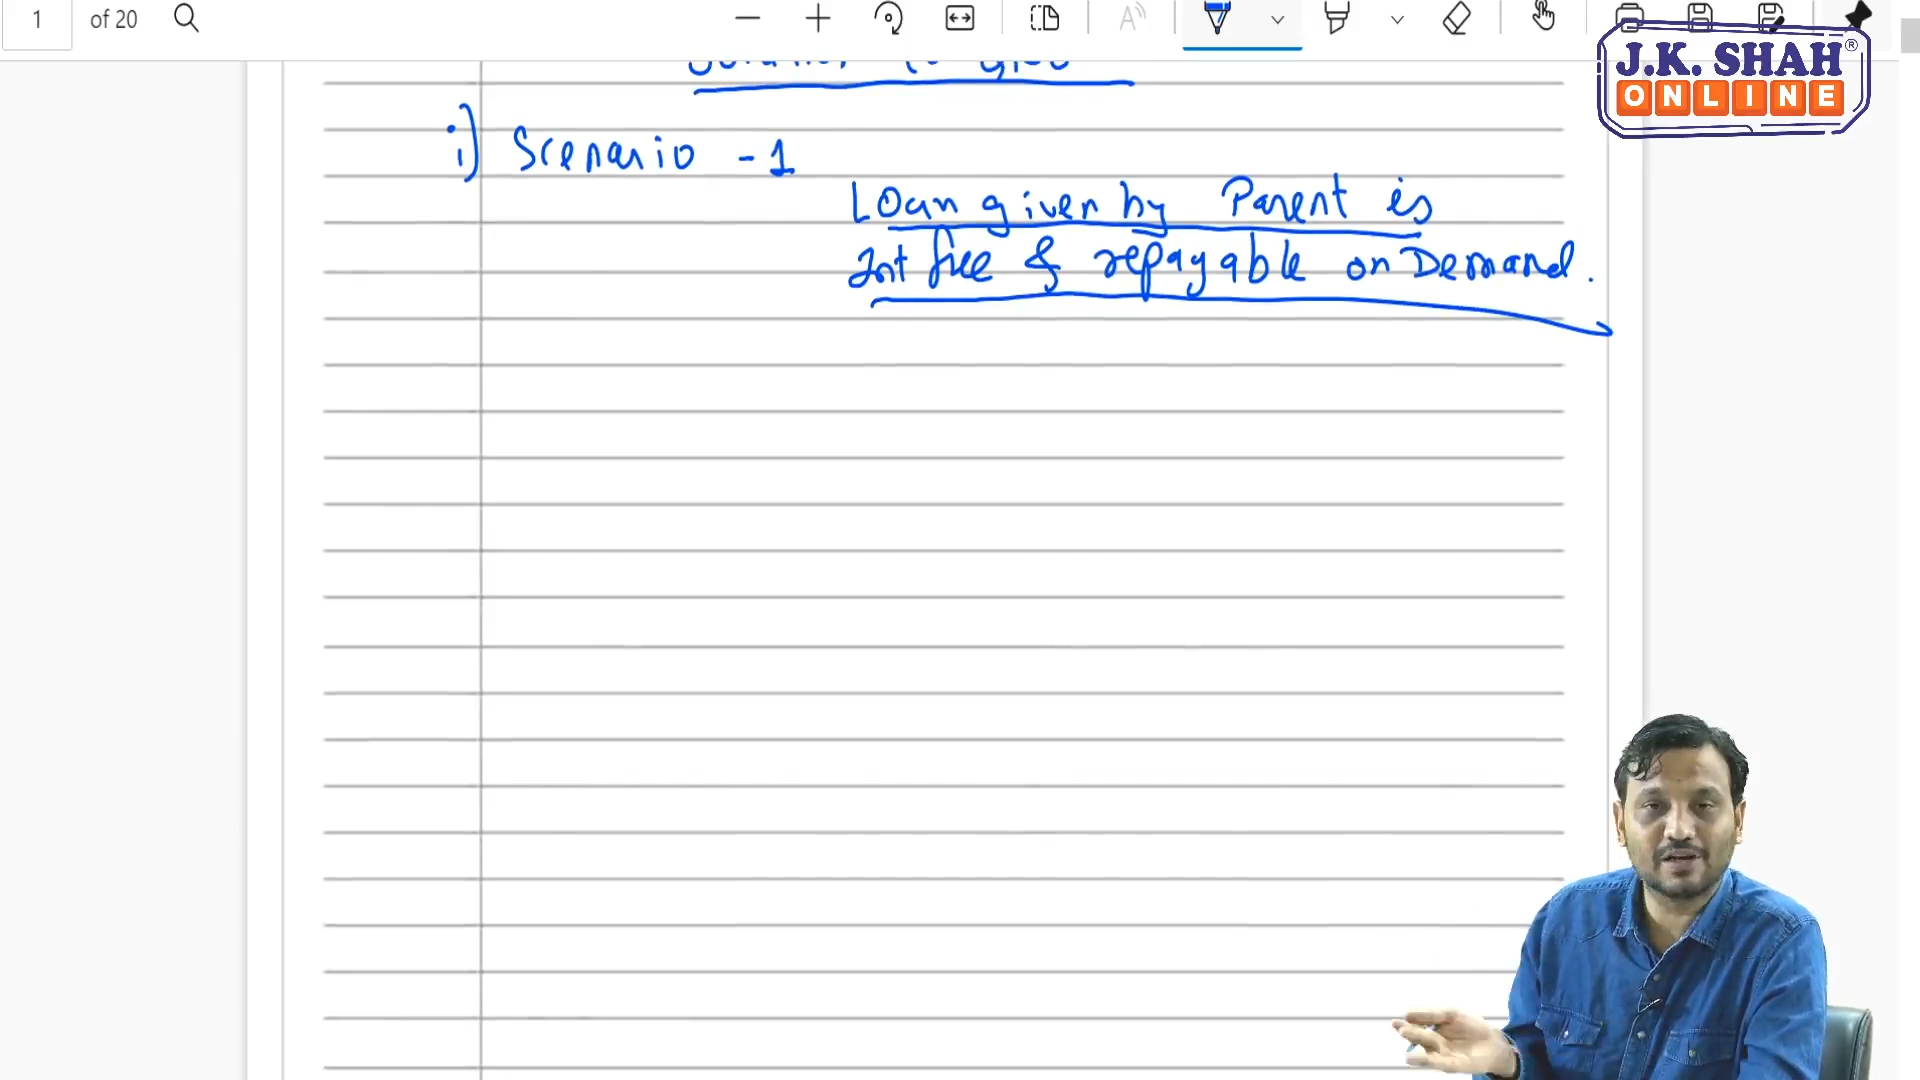 1 of 20
J.K. SHAH®
ONLINE
i) Scenario - 1
Loan given by Parent is
Int free & repayable on Demand.